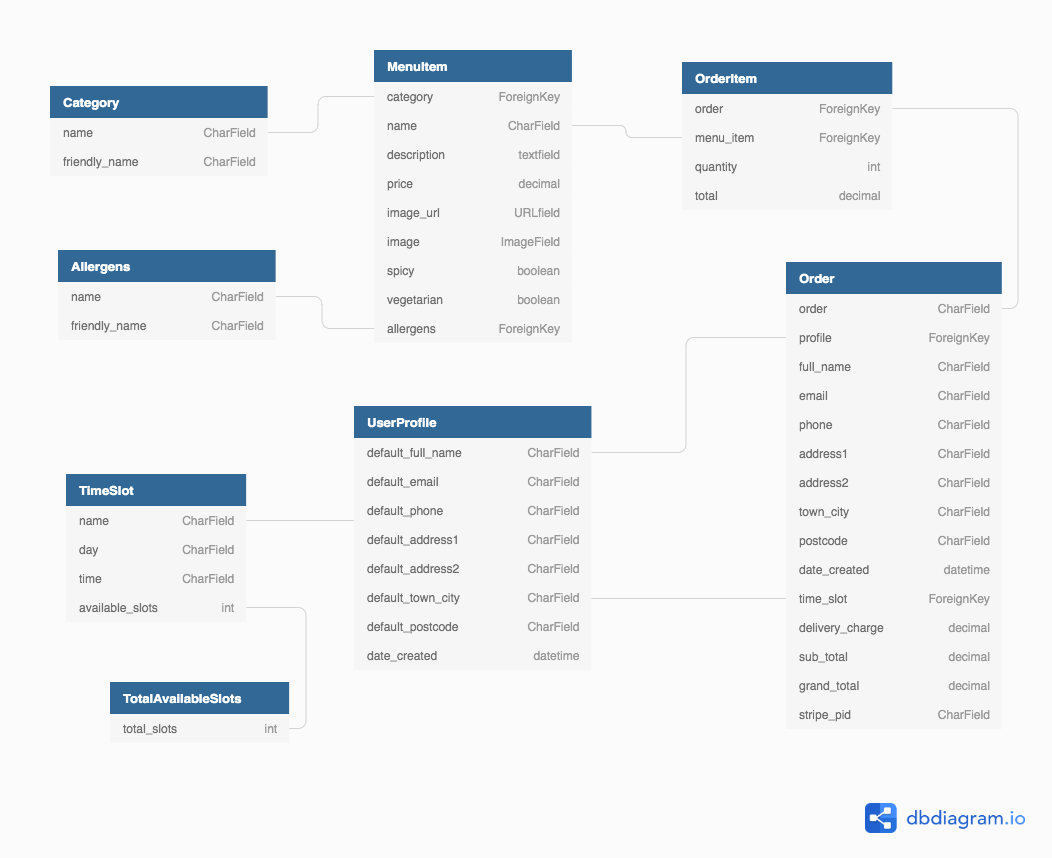 Category
name CharField
friendly_name CharField
MenuItem
category ForeignKey
name CharField
description textfield
price decimal
image_url URLfield
image ImageField
spicy boolean
vegetarian boolean
allergens ForeignKey
OrderItem
order ForeignKey
menu_item ForeignKey
quantity int
total decimal
Allergens
name CharField
friendly_name CharField
Order
order CharField
profile ForeignKey
full_name CharField
email CharField
phone CharField
address1 CharField
address2 CharField
town_city CharField
postcode CharField
date_created datetime
time_slot ForeignKey
delivery_charge decimal
sub_total decimal
grand_total decimal
stripe_pid CharField
UserProfile
default_full_name CharField
default_email CharField
default_phone CharField
default_address1 CharField
default_address2 CharField
default_town_city CharField
default_postcode CharField
date_created datetime
TimeSlot
name CharField
day CharField
time CharField
available_slots int
TotalAvailableSlots
total_slots int
dbdiagram.io